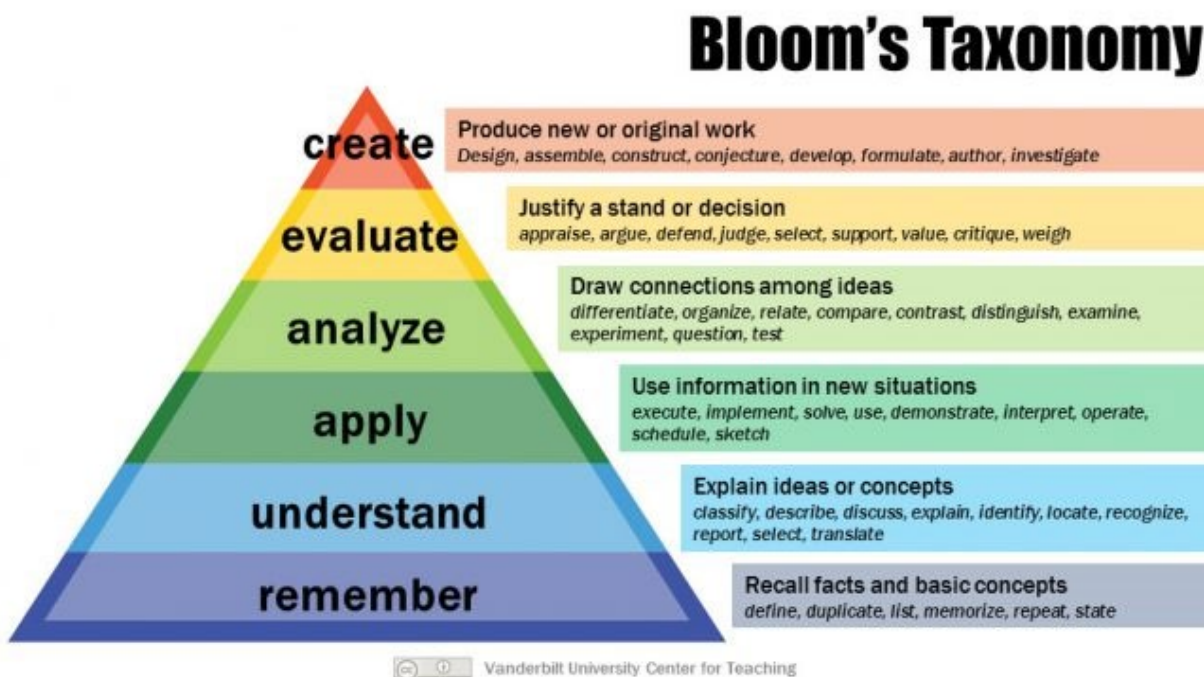 Bloom's Taxonomy
create
Produce new or original work
Design, assemble, construct, conjecture, develop, formulate, author, investigate
evaluate
Justify a stand or decision
appraise, argue, defend, judge, select, support, value, critique, weigh
analyze
Draw connections among ideas
differentiate, organize, relate, compare, contrast, distinguish, examine,
experiment, question, test
apply
Use information in new situations
execute, implement, solve, use, demonstrate, interpret, operate,
schedule, sketch
understand
Explain ideas or concepts
classify, describe, discuss, explain, identify, locate, recognize,
report, select, translate
remember
Recall facts and basic concepts
define, duplicate, list, memorize, repeat, state
cc Vanderbilt University Center for Teaching